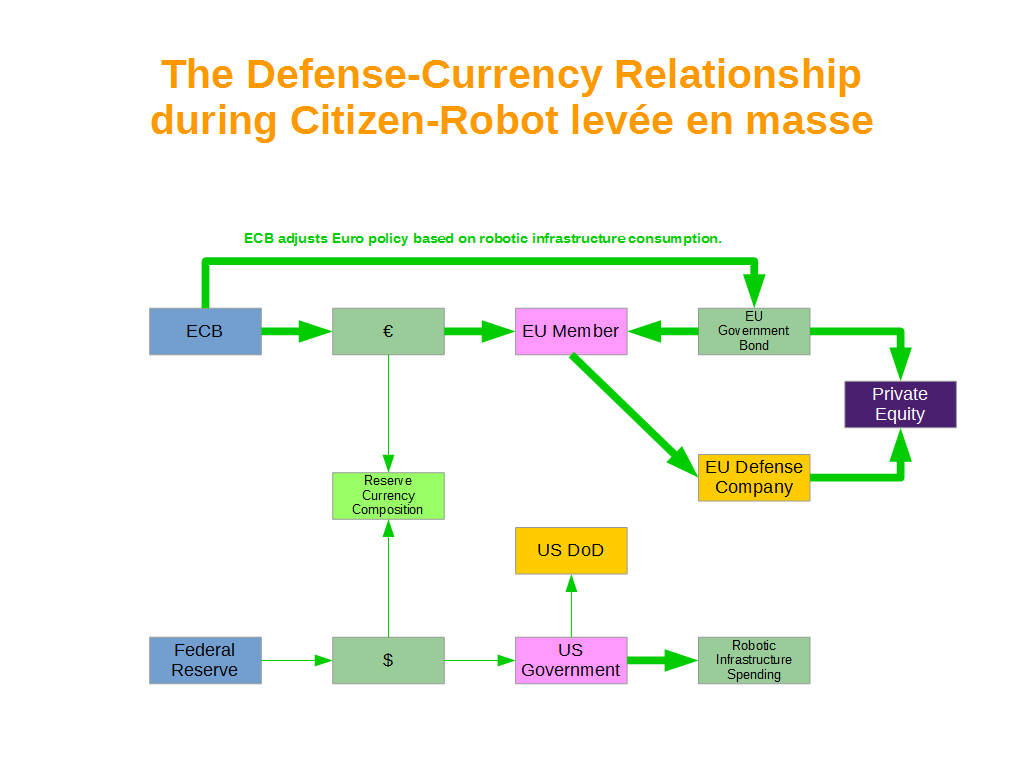 The Defense-Currency Relationship
during Citizen-Robot levée en masse
ECB adjusts Euro policy based on robotic infrastructure consumption.
ECB
€
EU Member
EU
Government
Bond
Private
Equity
EU Defense
Company
Reserve
Currency
Composition
US DoD
Federal
Reserve
$
US
Government
Robotic
Infrastructure
Spending